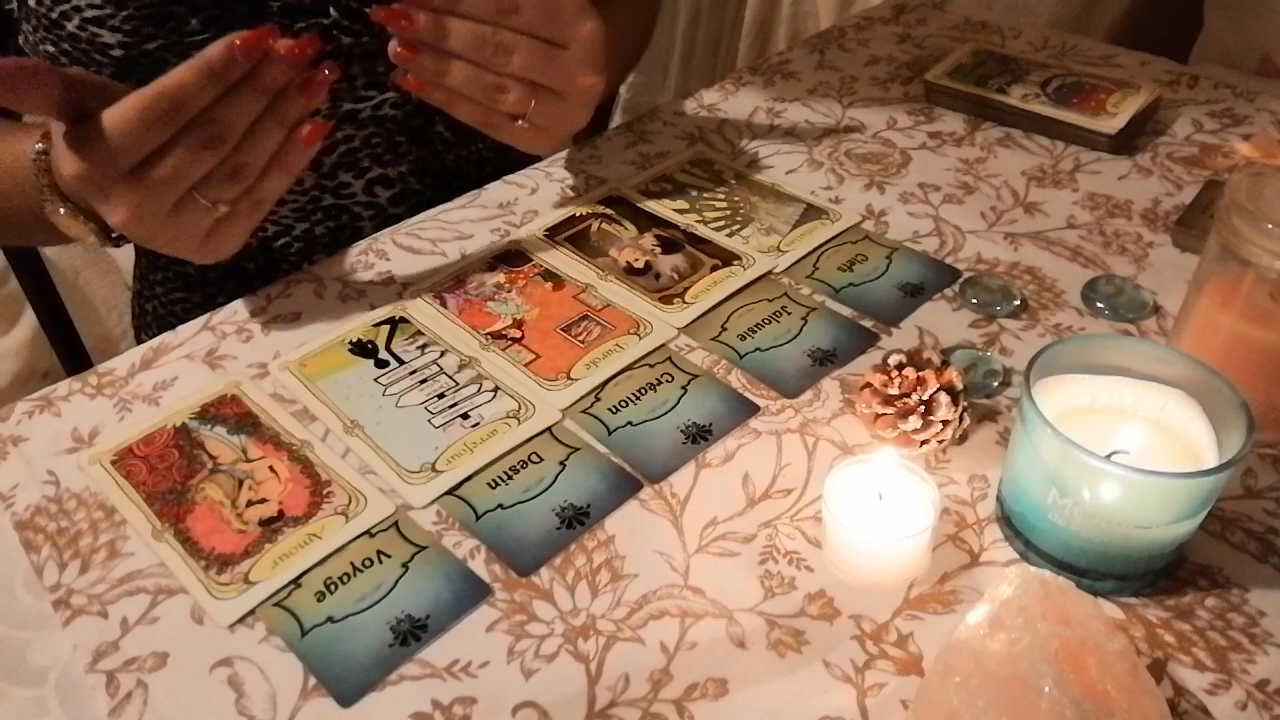 Amour
Voyage
Carrefour
Destin
Parole
Création
Jalousie
Clefs